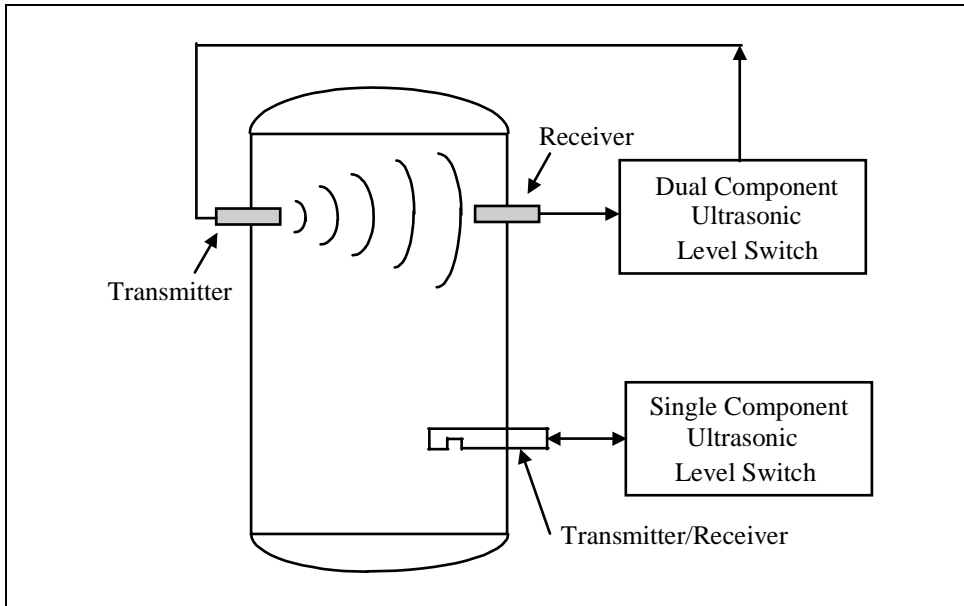 Receiver
Dual Component
Ultrasonic
Level Switch
Transmitter
Single Component
Ultrasonic
Level Switch
Transmitter/Receiver